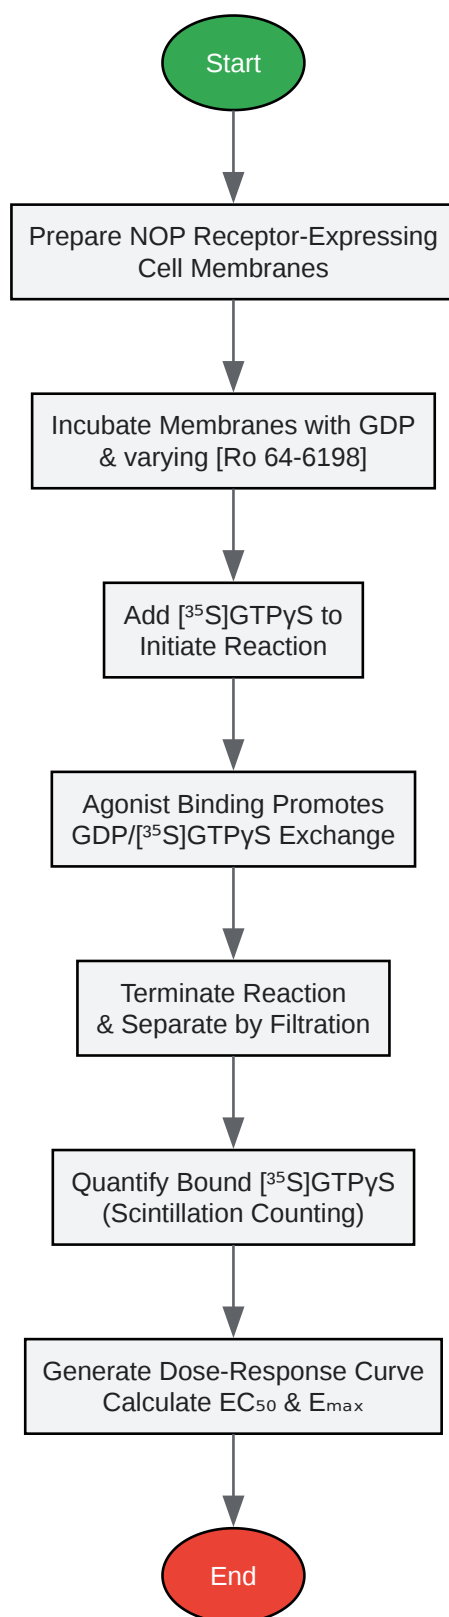 Start
Prepare NOP Receptor-Expressing
Cell Membranes
Incubate Membranes with GDP
& varying [Ro 64-6198]
Add [³⁵S]GTPγS to
Initiate Reaction
Agonist Binding Promotes
GDP/[³⁵S]GTPγS Exchange
Terminate Reaction
& Separate by Filtration
Quantify Bound [³⁵S]GTPγS
(Scintillation Counting)
Generate Dose-Response Curve
Calculate EC₅₀ & Eₘₐₓ
End